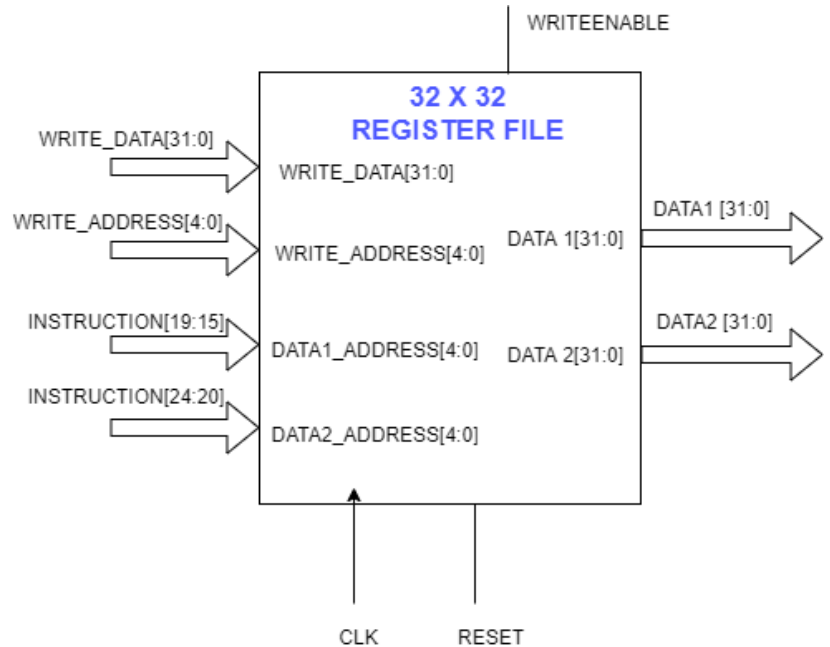 WRITEENABLE
32 X 32
REGISTER FILE
WRITE_DATA[31:0]
WRITE_DATA[31:0]
WRITE_ADDRESS[4:0]
WRITE_ADDRESS[4:0]
DATA 1[31:0]
DATA1 [31:0]
INSTRUCTION[19:15]
DATA1_ADDRESS[4:0]
DATA 2[31:0]
DATA2 [31:0]
INSTRUCTION[24:20]
DATA2_ADDRESS[4:0]
CLK
RESET